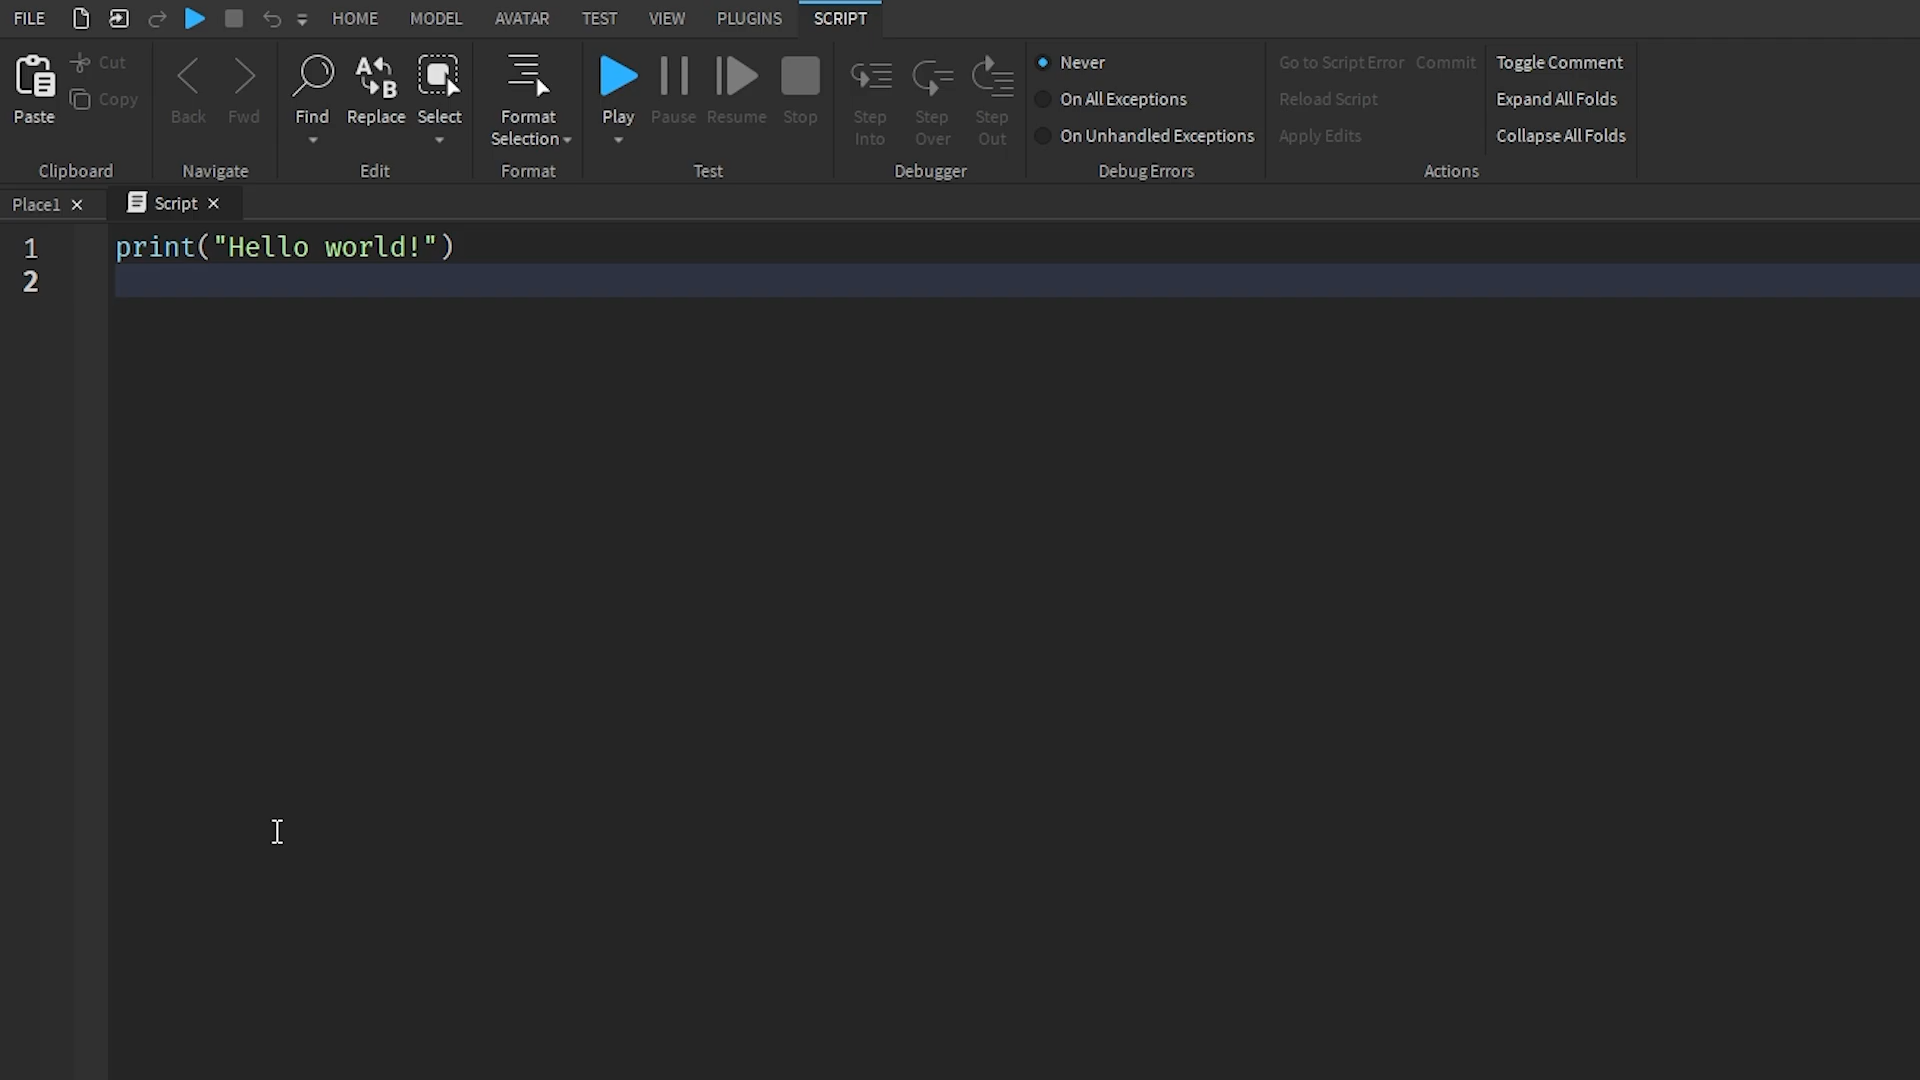 FILE HOME MODEL AVATAR TEST VIEW PLUGINS SCRIPT
Paste Cut Copy
Clipboard
Back Fwd
Navigate
Find Replace Select
Edit
Format Selection
Format
Play Pause Resume Stop
Test
Step Into Step Over Step Out
Debugger
Never
On All Exceptions
On Unhandled Exceptions
Debug Errors
Go to Script Error Commit Toggle Comment
Reload Script Expand All Folds
Apply Edits Collapse All Folds
Actions
Place1 Script
1 print("Hello world!")
2